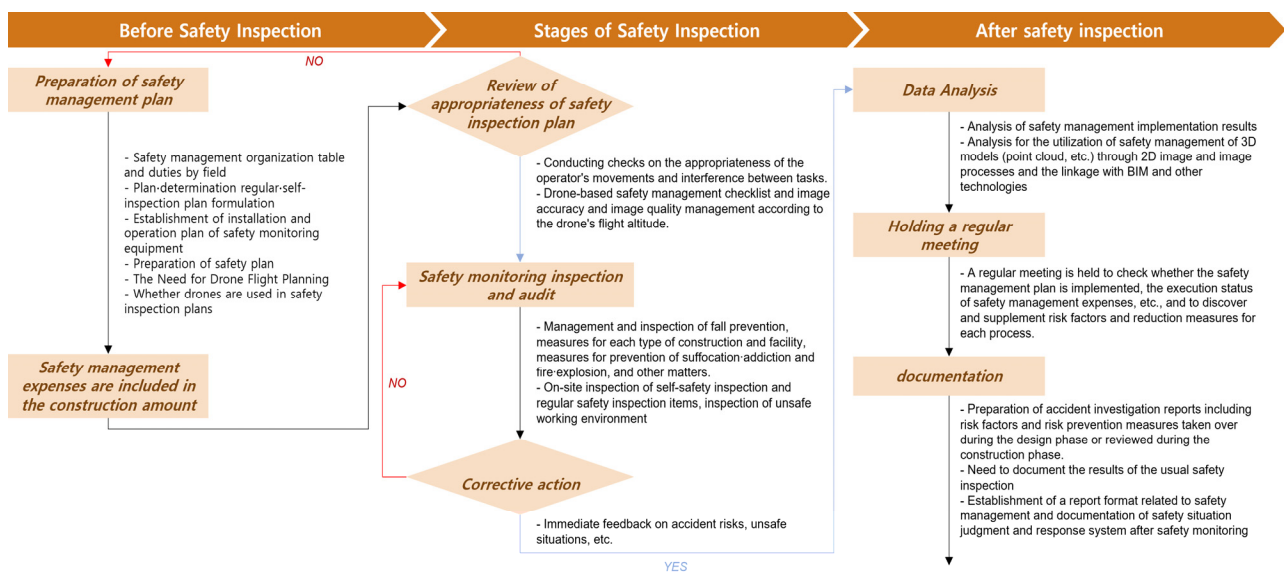 Before Safety Inspection
Stages of Safety Inspection
After safety inspection
NO
Preparation of safety
management plan
- Safety management organization table
and duties by field
- Plan·determination regular·self-
inspection plan formulation
- Establishment of installation and
operation plan of safety monitoring
equipment
- Preparation of safety plan
- The Need for Drone Flight Planning
- Whether drones are used in safety
inspection plans
Safety management
expenses are included in
the construction amount
Review of
appropriateness of safety
inspection plan
- Conducting checks on the appropriateness of the
operator's movements and interference between tasks.
- Drone-based safety management checklist and image
accuracy and image quality management according to
the drone's flight altitude.
Safety monitoring inspection
and audit
- Management and inspection of fall prevention,
measures for each type of construction and facility,
measures for prevention of suffocation·addiction and
fire·explosion, and other matters.
- On-site inspection of self-safety inspection and
regular safety inspection items, inspection of unsafe
working environment
NO
Corrective action
- Immediate feedback on accident risks, unsafe
situations, etc.
YES
Data Analysis
- Analysis of safety management implementation results
- Analysis for the utilization of safety management of 3D
models (point cloud, etc.) through 2D image and image
processes and the linkage with BIM and other
technologies
Holding a regular
meeting
- A regular meeting is held to check whether the safety
management plan is implemented, the execution status
of safety management expenses, etc., and to discover
and supplement risk factors and reduction measures for
each process.
documentation
- Preparation of accident investigation reports including
risk factors and risk prevention measures taken over
during the design phase or reviewed during the
construction phase.
- Need to document the results of the usual safety
inspection
- Establishment of a report format related to safety
management and documentation of safety situation
judgment and response system after safety monitoring